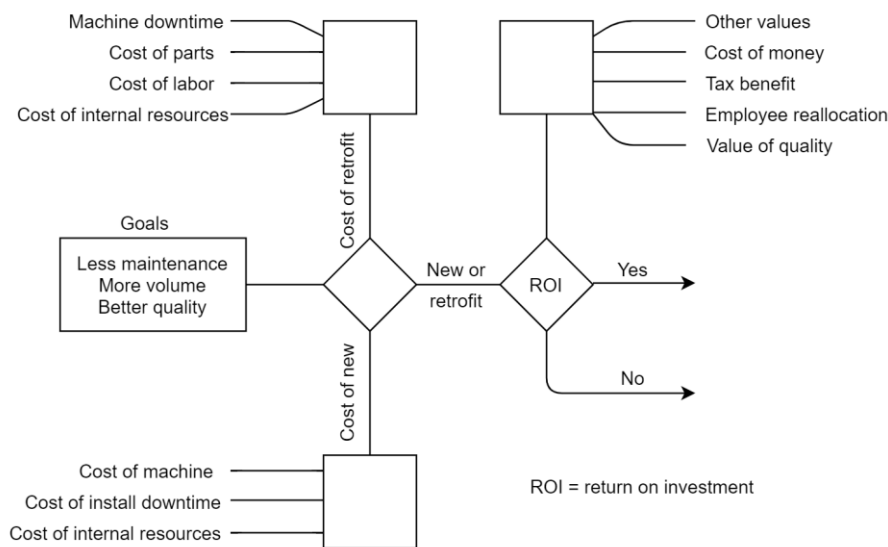 Machine downtime
Cost of parts
Cost of labor
Cost of internal resources
Other values
Cost of money
Tax benefit
Employee reallocation
Value of quality
Cost of retrofit
Goals
Less maintenance
More volume
Better quality
New or
retrofit
ROI
Yes
No
Cost of new
Cost of machine
Cost of install downtime
Cost of internal resources
ROI = return on investment